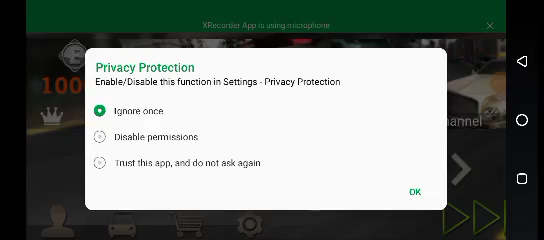 XRecorder App is using microphone
Privacy Protection
Enable/Disable this function in Settings - Privacy Protection
100
Ignore once
hannel
Disable permissions
Trust this app, and do not ask again
OK